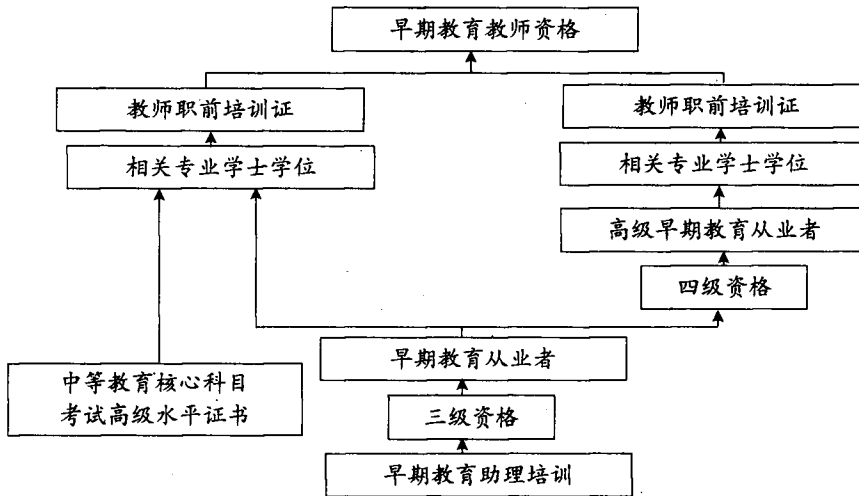 早期教育教师资格
教师职前培训证
教师职前培训证
相关专业学士学位
相关专业学士学位
高级早期教育从业者
四级资格
早期教育从业者
中等教育核心科目
考试高级水平证书
三级资格
早期教育助理培训